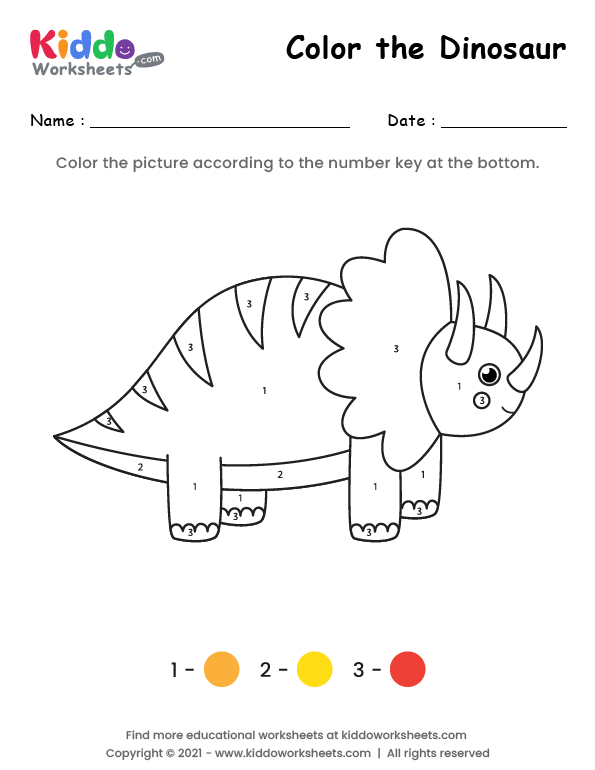 Kiddo
Worksheets
.com
Color the Dinosaur
Name :
Date :
Color the picture according to the number key at the bottom.
3
3
3
3
3
3
1
1
3
2
2
1
1
1
1
3
3
3
3
1 -
2 -
3 -
Find more educational worksheets at kiddoworksheets.com
Copyright © 2021 - www.kiddoworksheets.com | All rights reserved